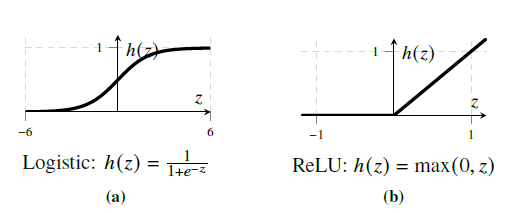 1 h(z)
z
-6 6
Logistic: h(z) = 1/(1+e^{-z})
(a)
1 h(z)
z
-1 1
ReLU: h(z) = max(0, z)
(b)